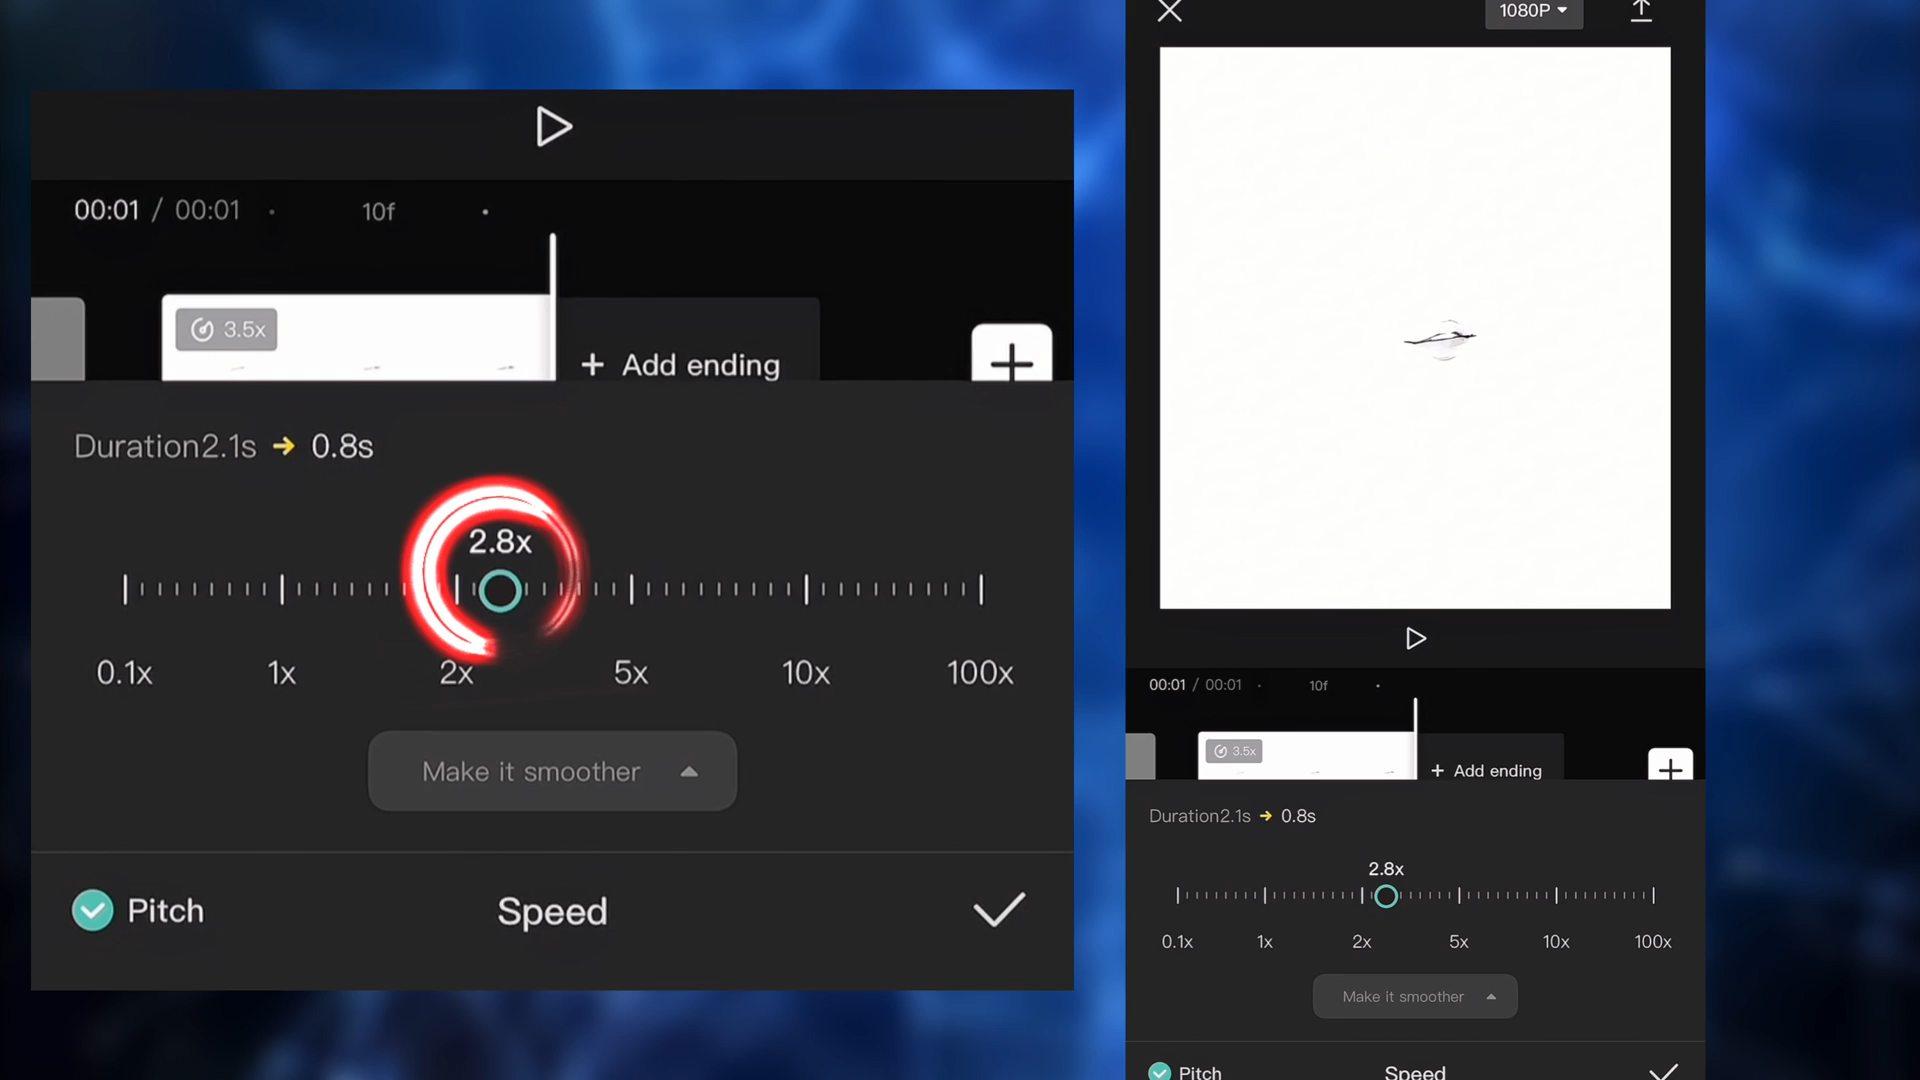 00:01 / 00:01 · 10f ·
3.5x
+ Add ending
Duration2.1s → 0.8s
2.8x
0.1x 1x 2x 5x 10x 100x
Make it smoother
Pitch Speed
1080P
00:01 / 00:01 · 10f ·
3.5x
+ Add ending
Duration2.1s → 0.8s
2.8x
0.1x 1x 2x 5x 10x 100x
Make it smoother
Pitch Speed